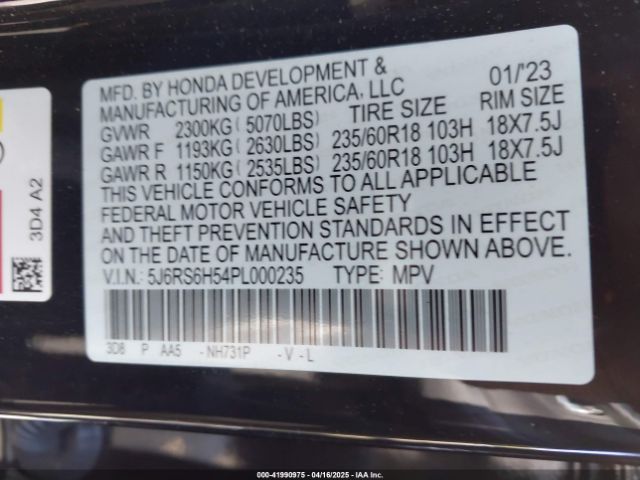 MFD. BY HONDA DEVELOPMENT &
MANUFACTURING OF AMERICA, LLC 01/'23
GVWR 2300KG ( 5070LBS) TIRE SIZE RIM SIZE
GAWR F 1193KG ( 2630LBS) 235/60R18 103H 18X7.5J
GAWR R 1150KG ( 2535LBS) 235/60R18 103H 18X7.5J
THIS VEHICLE CONFORMS TO ALL APPLICABLE
FEDERAL MOTOR VEHICLE SAFETY
AND THEFT PREVENTION STANDARDS IN EFFECT
ON THE DATE OF MANUFACTURE SHOWN ABOVE.
V.I.N.: 5J6RS6H54PL000235 TYPE: MPV
3D8 P AA5 -NH731P -V-L
3D4 A2
000-41990975 | 04/16/2025 | IAA Inc.